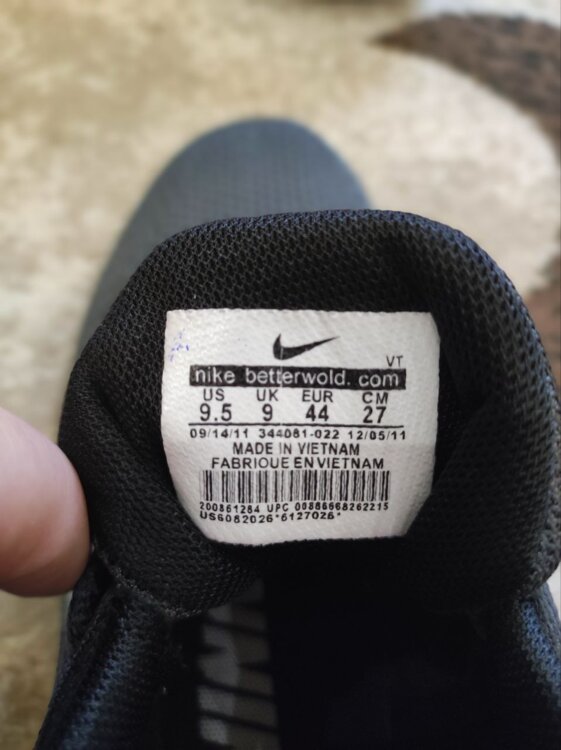 VT
nike betterwold. com
US UK EUR CM
9.5 9 44 27
09/14/11 344081-022 12/05/11
MADE IN VIETNAM
FABRIQUE EN VIETNAM
200861284 UPC 00886668262215
US6082026*6127026*